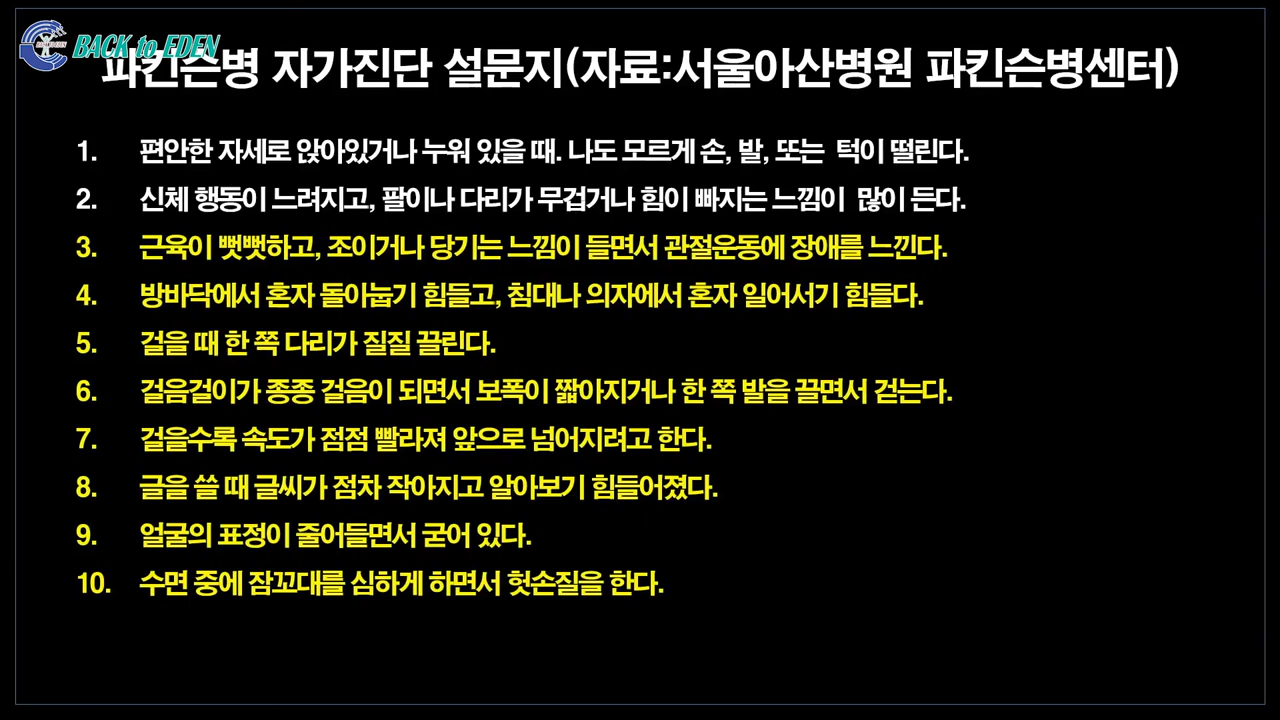 BACK to EDEN
파킨슨병 자가진단 설문지(자료:서울아산병원 파킨슨병센터)
1. 편안한 자세로 앉아있거나 누워 있을 때. 나도 모르게 손, 발, 또는 턱이 떨린다.
2. 신체 행동이 느려지고, 팔이나 다리가 무겁거나 힘이 빠지는 느낌이 많이 든다.
3. 근육이 뻣뻣하고, 조이거나 당기는 느낌이 들면서 관절운동에 장애를 느낀다.
4. 방바닥에서 혼자 돌아눕기 힘들고, 침대나 의자에서 혼자 일어서기 힘들다.
5. 걸을 때 한 쪽 다리가 질질 끌린다.
6. 걸음걸이가 종종 걸음이 되면서 보폭이 짧아지거나 한 쪽 발을 끌면서 걷는다.
7. 걸을수록 속도가 점점 빨라져 앞으로 넘어지려고 한다.
8. 글을 쓸 때 글씨가 점차 작아지고 알아보기 힘들어졌다.
9. 얼굴의 표정이 줄어들면서 굳어 있다.
10. 수면 중에 잠꼬대를 심하게 하면서 헛손질을 한다.